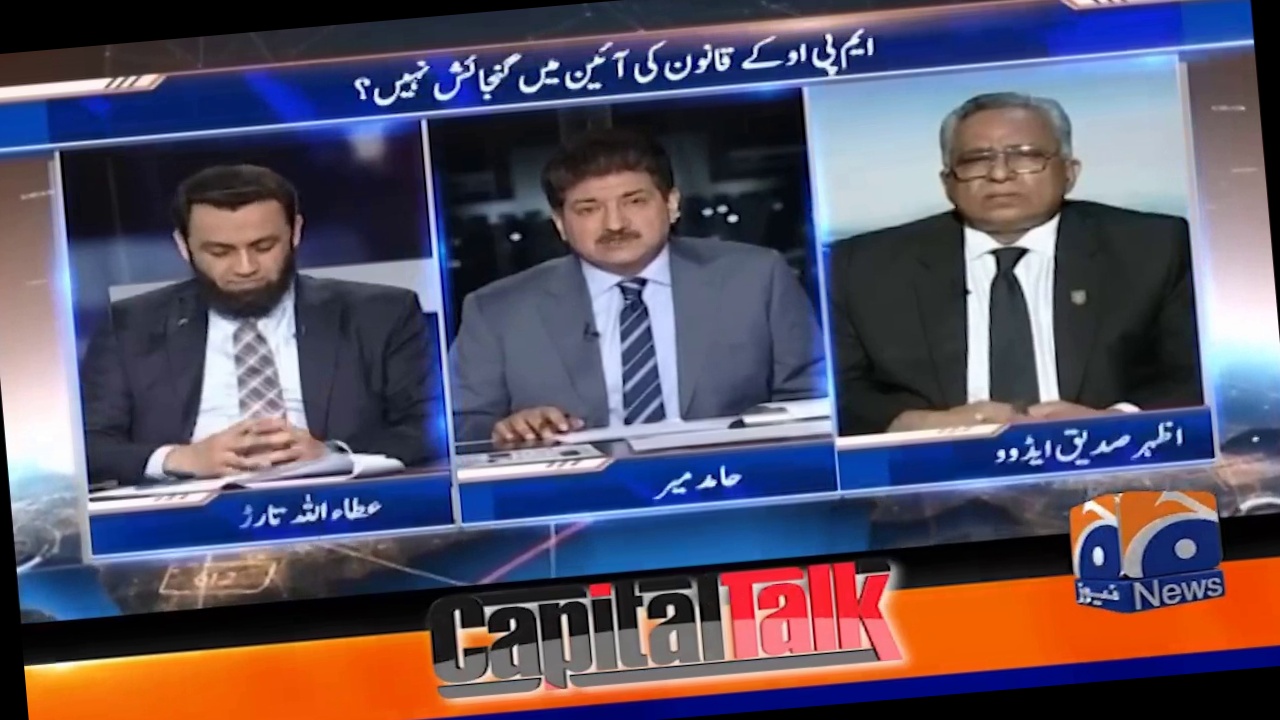 ایم پی او کے قانون کی آئین میں گنجائش نہیں؟
اظہر صدیق ایڈوو
حامد میر
عطاء اللہ تارڑ
Capital Talk
نیوز News